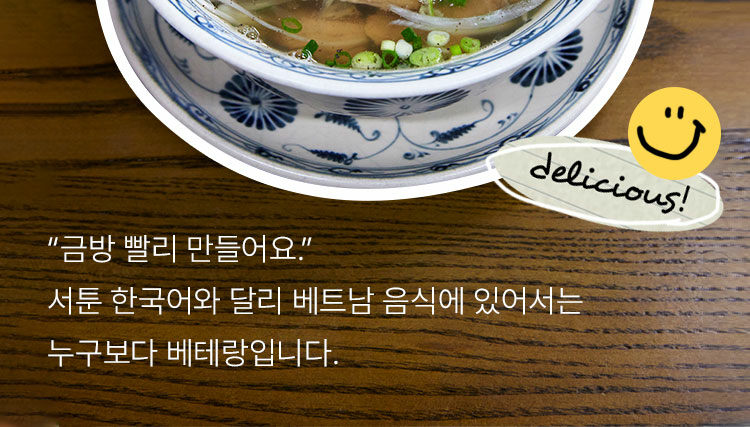 delicious!
“금방 빨리 만들어요.”
서툰 한국어와 달리 베트남 음식에 있어서는
누구보다 베테랑입니다.